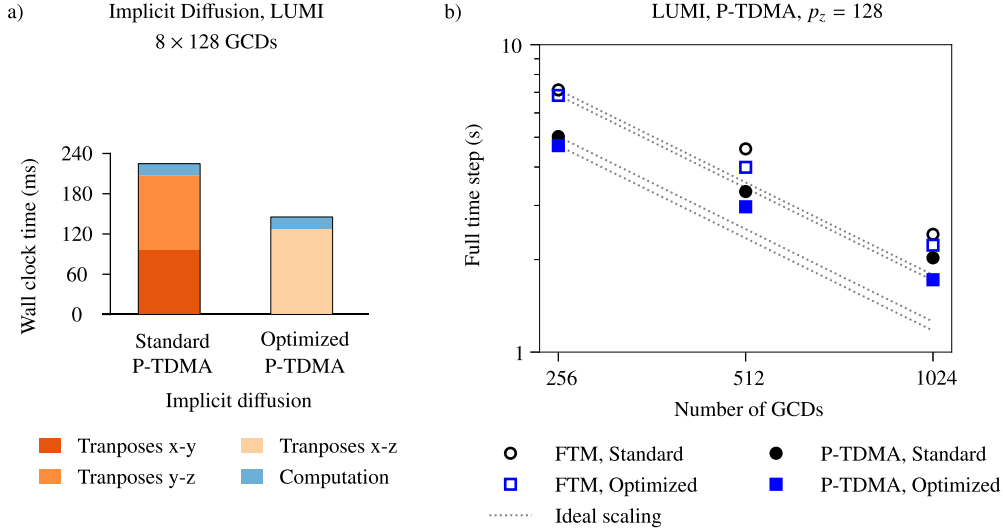 a)
Implicit Diffusion, LUMI
8 × 128 GCDs
Wall clock time (ms)
240
180
120
60
0
Standard
P-TDMA
Optimized
P-TDMA
Implicit diffusion
Tranposes x-y
Tranposes x-z
Tranposes y-z
Computation
b)
LUMI, P-TDMA, p_z = 128
Full time step (s)
10
1
256
512
1024
Number of GCDs
FTM, Standard
P-TDMA, Standard
FTM, Optimized
P-TDMA, Optimized
Ideal scaling